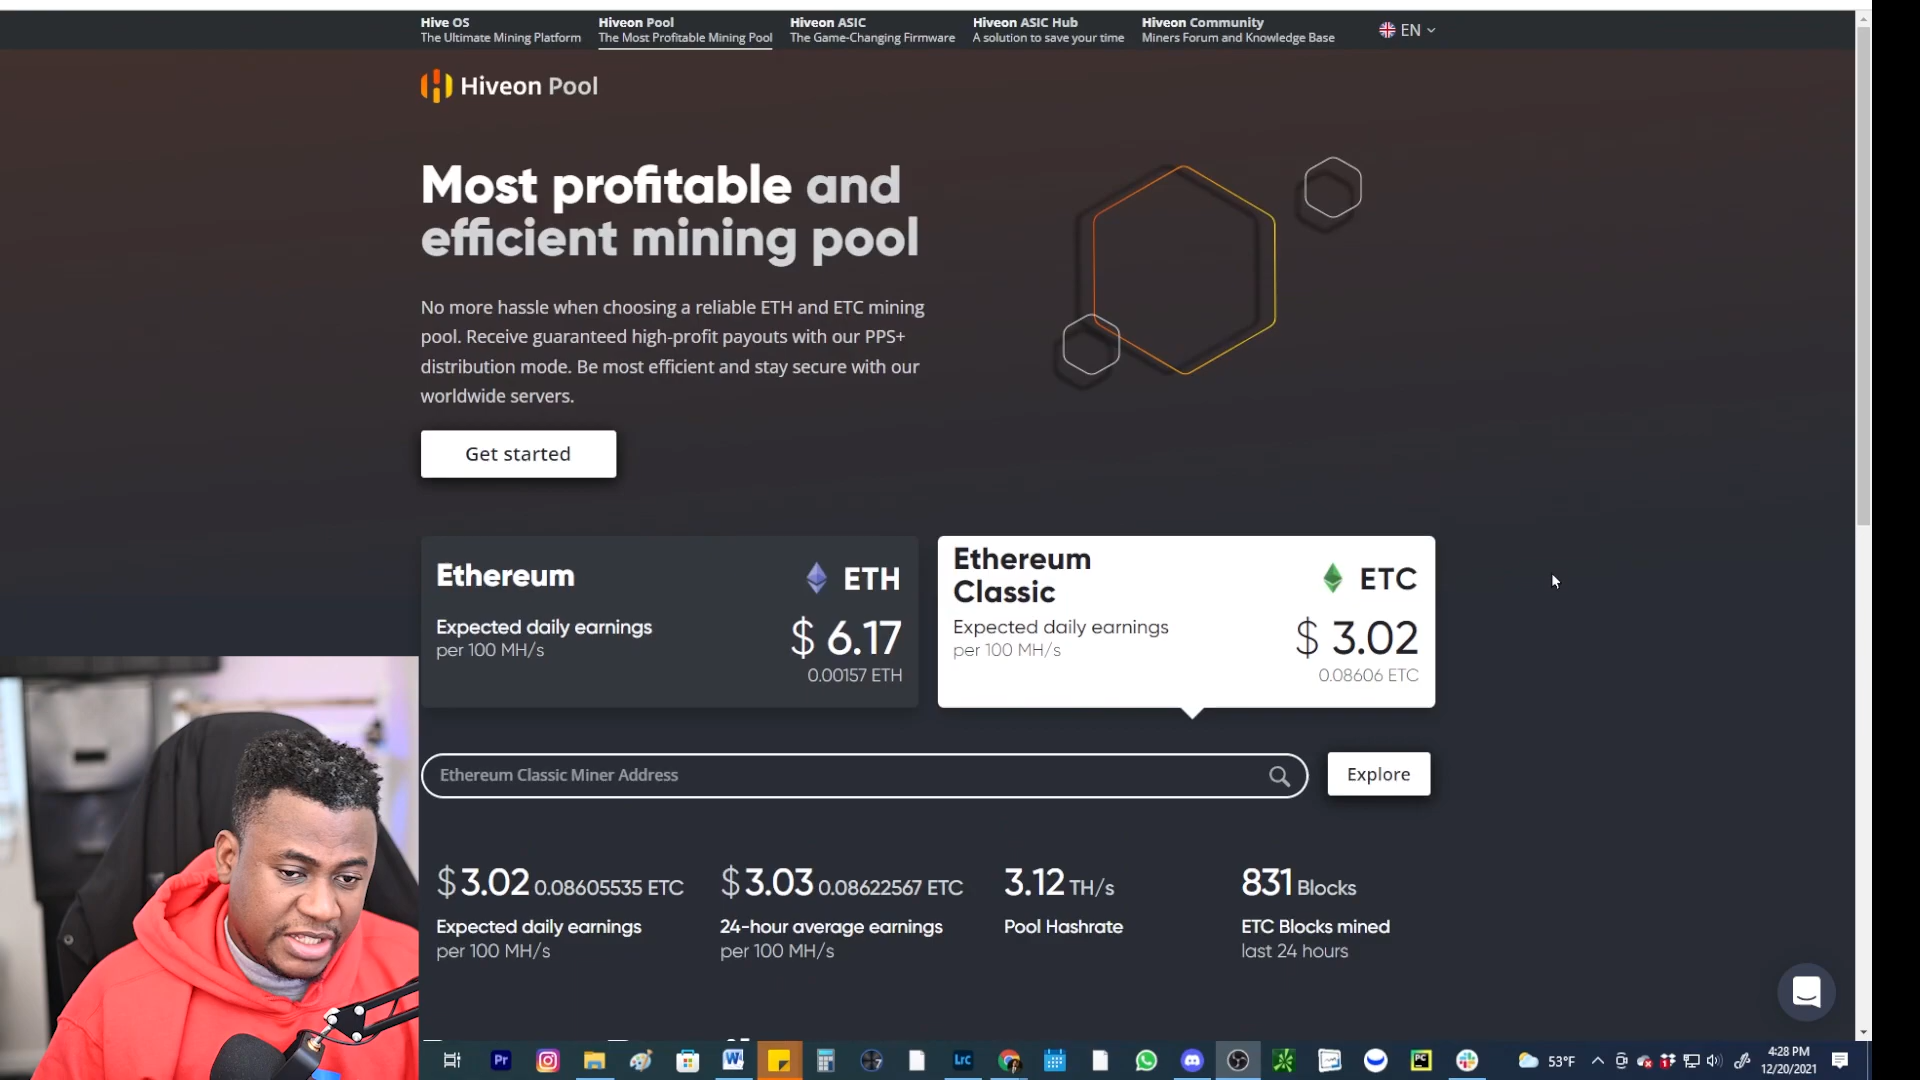 Hive OS
The Ultimate Mining Platform
Hiveon Pool
The Most Profitable Mining Pool
Hiveon ASIC
The Game-Changing Firmware
Hiveon ASIC Hub
A solution to save your time
Hiveon Community
Miners Forum and Knowledge Base
EN
Hiveon Pool
Most profitable and
efficient mining pool
No more hassle when choosing a reliable ETH and ETC mining
pool. Receive guaranteed high-profit payouts with our PPS+
distribution mode. Be most efficient and stay secure with our
worldwide servers.
Get started
Ethereum
ETH
Expected daily earnings
per 100 MH/s
$ 6.17
0.00157 ETH
Ethereum
Classic
ETC
Expected daily earnings
per 100 MH/s
$ 3.02
0.08606 ETC
Ethereum Classic Miner Address
Explore
$ 3.02 0.08605535 ETC
Expected daily earnings
per 100 MH/s
$ 3.03 0.08622567 ETC
24-hour average earnings
per 100 MH/s
3.12 TH/s
Pool Hashrate
831 Blocks
ETC Blocks mined
last 24 hours
Pr
W
Lrc
PC
53°F
4:28 PM
12/20/2021